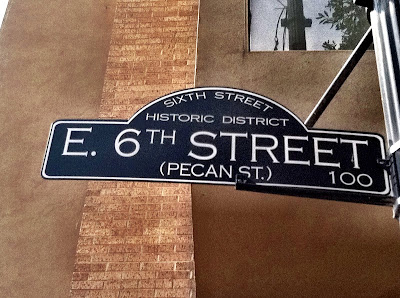 SIXTH STREET
HISTORIC DISTRICT
E. 6TH STREET
(PECAN ST.)
100